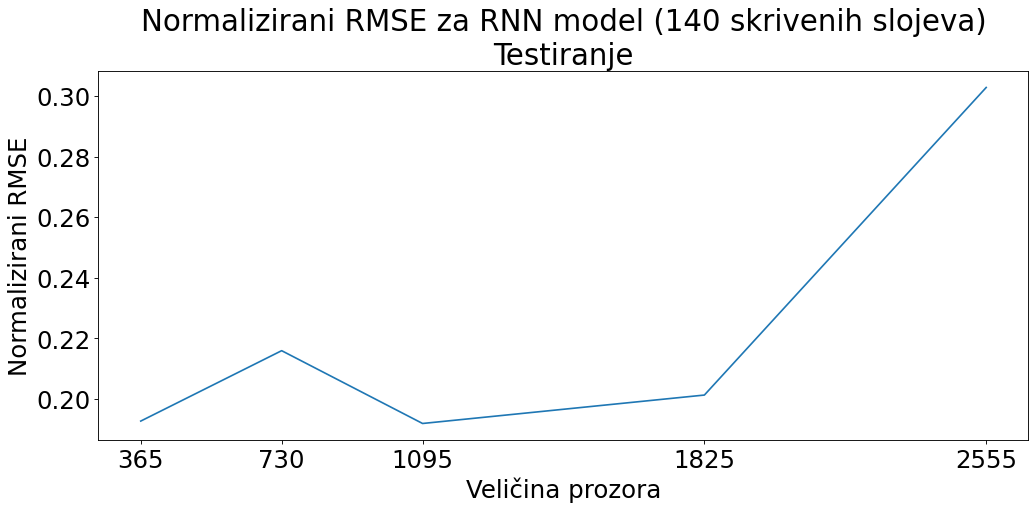 Normalizirani RMSE za RNN model (140 skrivenih slojeva)
Testiranje
Normalizirani RMSE
0.30
0.28
0.26
0.24
0.22
0.20
365 730 1095 1825 2555
Veličina prozora